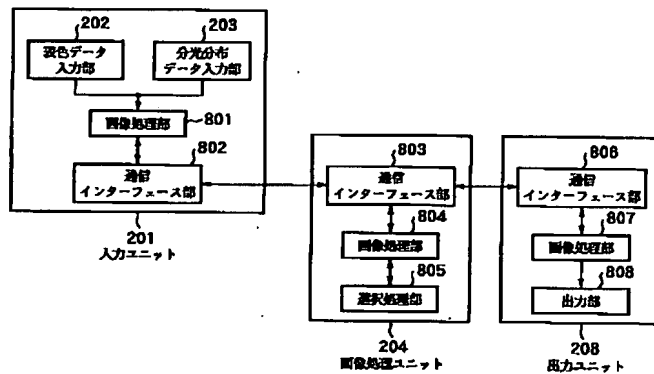 202
203
表色データ
入力部
分光分布
データ入力部
801
画像処理部
802
通信
インターフェース部
201
入力ユニット
803
通信
インターフェース部
804
画像処理部
805
選択処理部
204
画像処理ユニット
806
通信
インターフェース部
807
画像処理部
808
出力部
208
出力ユニット